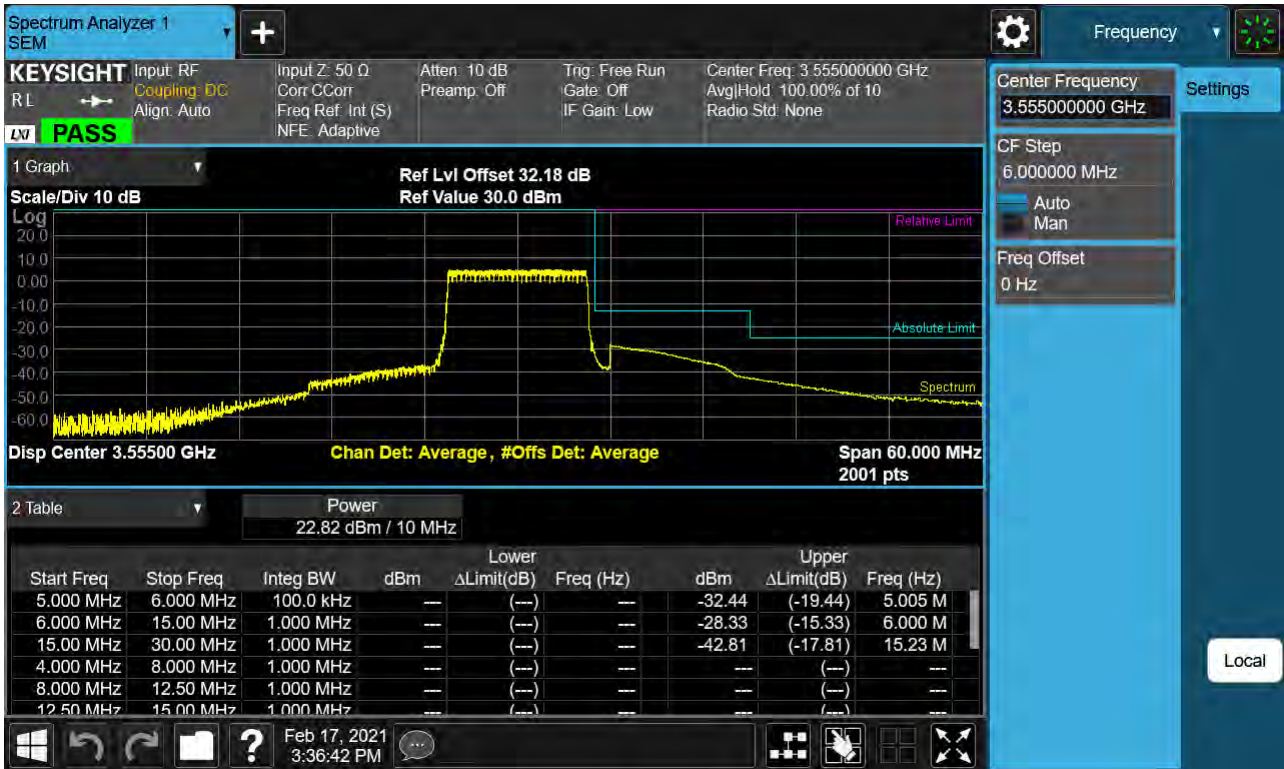 Spectrum Analyzer 1
SEM
Frequency
KEYSIGHT
Input: RF
Coupling: DC
Align: Auto
Input Z: 50 Ω
Corr CCorr
Freq Ref: Int (S)
NFE: Adaptive
Atten: 10 dB
Preamp: Off
Trig: Free Run
Gate: Off
IF Gain: Low
Center Freq: 3.555000000 GHz
Avg|Hold: 100.00% of 10
Radio Std: None
R L
LXI PASS
Center Frequency
3.555000000 GHz
Settings
CF Step
6.000000 MHz
Auto
Man
Freq Offset
0 Hz
Local
1 Graph
Ref Lvl Offset 32.18 dB
Scale/Div 10 dB
Ref Value 30.0 dBm
Log
Relative Limit
20.0
10.0
0.00
-10.0
-20.0
Absolute Limit
-30.0
-40.0
Spectrum
-50.0
-60.0
Disp Center 3.55500 GHz
Chan Det: Average, #Offs Det: Average
Span 60.000 MHz
2001 pts
2 Table
Power
22.82 dBm / 10 MHz
Lower Upper
Start Freq Stop Freq Integ BW dBm ΔLimit(dB) Freq (Hz) dBm ΔLimit(dB) Freq (Hz)
5.000 MHz 6.000 MHz 100.0 kHz --- (---) --- -32.44 (-19.44) 5.005 M
6.000 MHz 15.00 MHz 1.000 MHz --- (---) --- -28.33 (-15.33) 6.000 M
15.00 MHz 30.00 MHz 1.000 MHz --- (---) --- -42.81 (-17.81) 15.23 M
4.000 MHz 8.000 MHz 1.000 MHz --- (---) --- --- (---) ---
8.000 MHz 12.50 MHz 1.000 MHz --- (---) --- --- (---) ---
12.50 MHz 15.00 MHz 1.000 MHz --- (---) --- --- (---) ---
?
Feb 17, 2021
3:36:42 PM